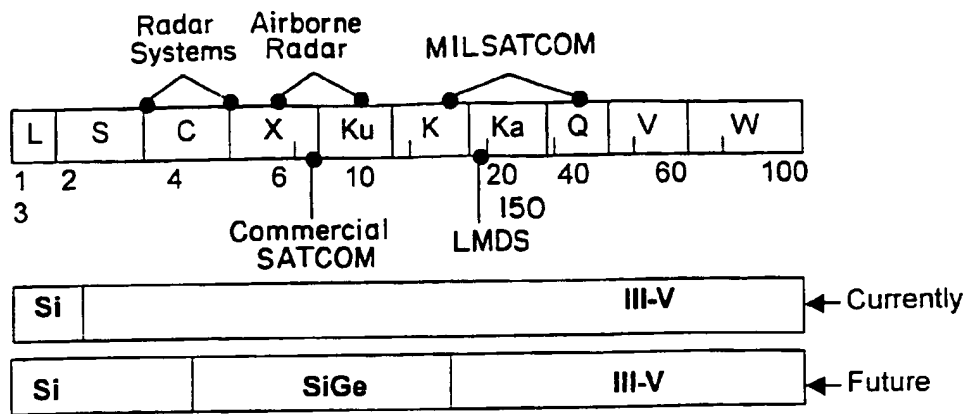 Radar Systems
Airborne Radar
MILSATCOM
L S C X Ku K Ka Q V W
1 2 4 6 10 20 40 60 100
3 150
Commercial SATCOM
LMDS
Si III-V Currently
Si SiGe III-V Future